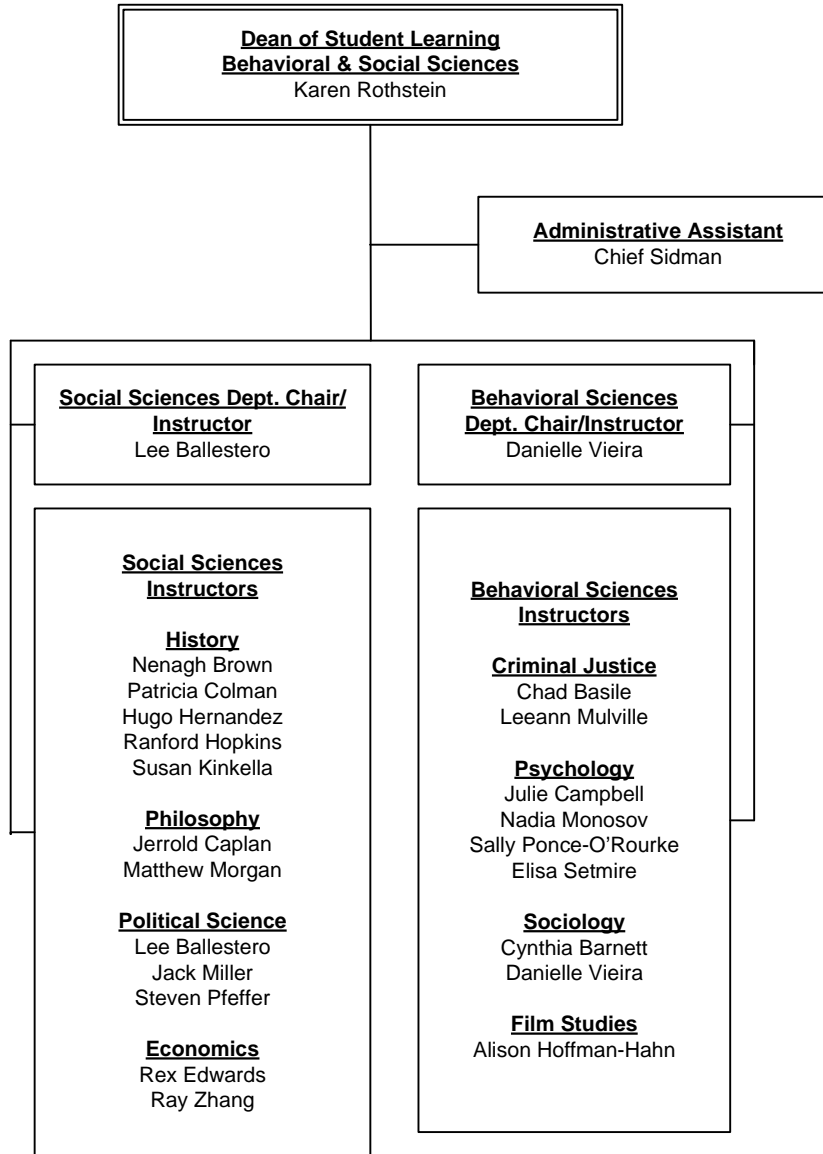 Dean of Student Learning
Behavioral & Social Sciences
Karen Rothstein
Administrative Assistant
Chief Sidman
Social Sciences Dept. Chair/
Instructor
Lee Ballestero
Behavioral Sciences
Dept. Chair/Instructor
Danielle Vieira
Social Sciences
Instructors
History
Nenagh Brown
Patricia Colman
Hugo Hernandez
Ranford Hopkins
Susan Kinkella
Philosophy
Jerrold Caplan
Matthew Morgan
Political Science
Lee Ballestero
Jack Miller
Steven Pfeffer
Economics
Rex Edwards
Ray Zhang
Behavioral Sciences
Instructors
Criminal Justice
Chad Basile
Leeann Mulville
Psychology
Julie Campbell
Nadia Monosov
Sally Ponce-O’Rourke
Elisa Setmire
Sociology
Cynthia Barnett
Danielle Vieira
Film Studies
Alison Hoffman-Hahn